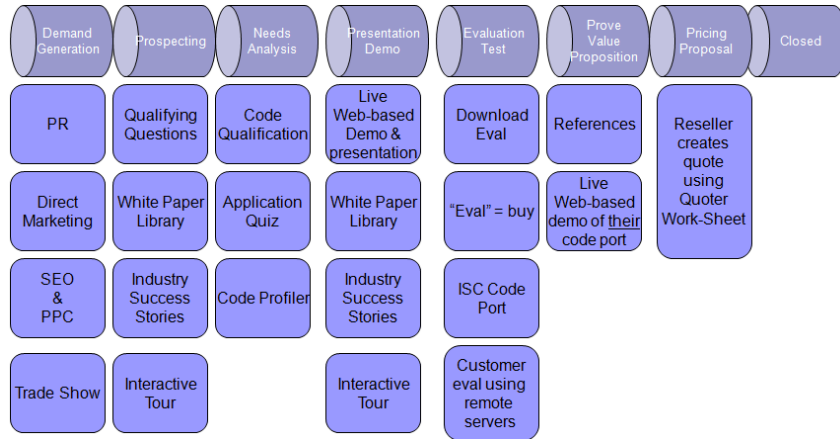 Demand
Generation
Prospecting
Needs
Analysis
Presentation
Demo
Evaluation
Test
Prove
Value
Proposition
Pricing
Proposal
Closed
PR
Qualifying
Questions
Code
Qualification
Live
Web-based
Demo &
presentation
Download
Eval
References
Reseller
creates
quote
using
Quoter
Work-Sheet
Direct
Marketing
White Paper
Library
Application
Quiz
White Paper
Library
“Eval” = buy
Live
Web-based
demo of their
code port
SEO
&
PPC
Industry
Success
Stories
Code Profiler
Industry
Success
Stories
ISC Code
Port
Trade Show
Interactive
Tour
Interactive
Tour
Customer
eval using
remote
servers